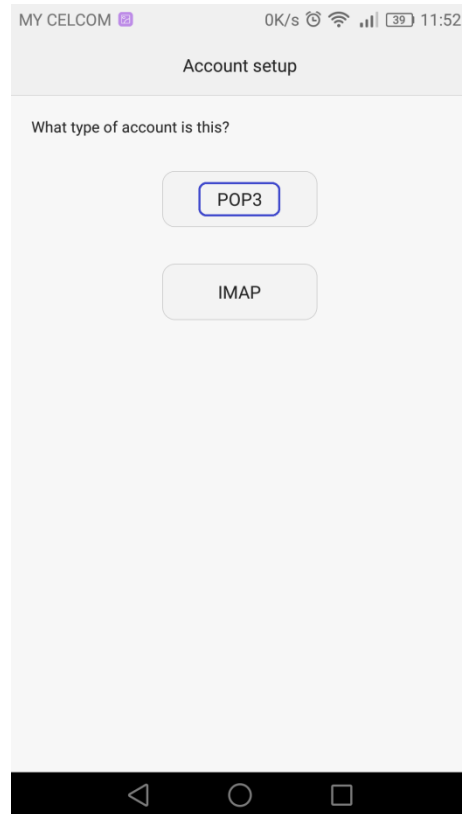 MY CELCOM 0K/s 39 11:52
Account setup
What type of account is this?
POP3
IMAP